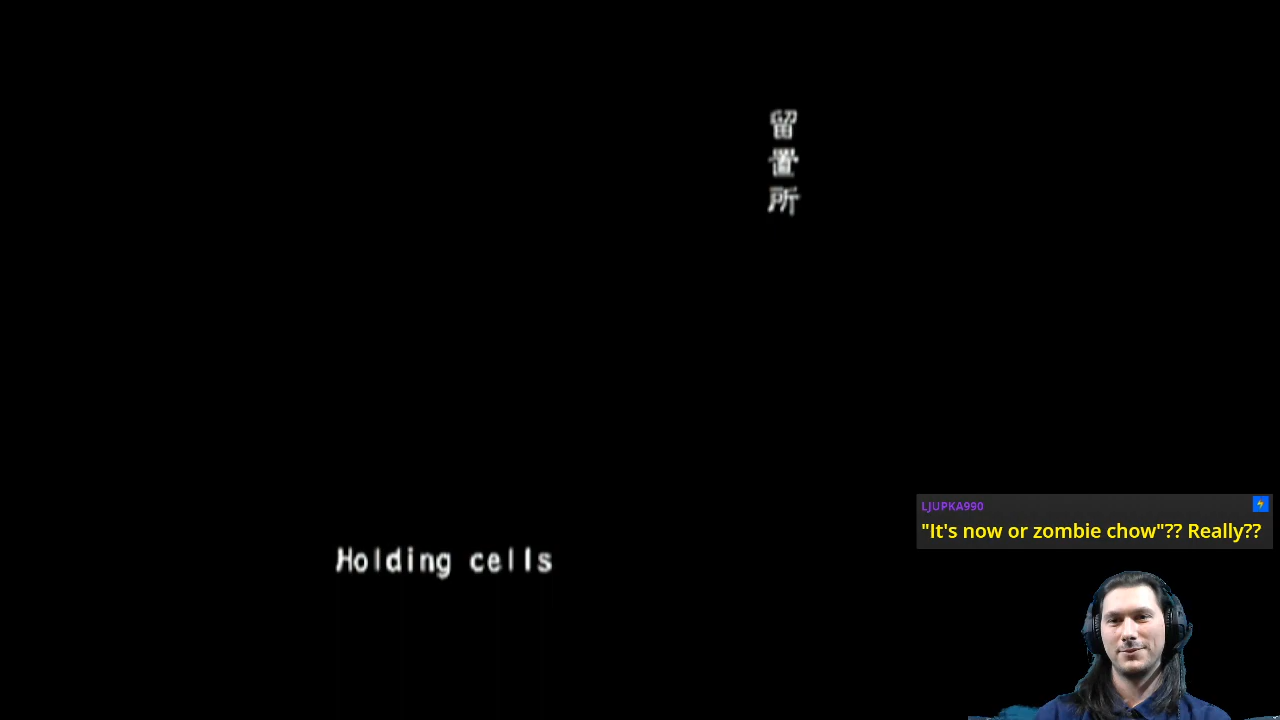 留置所
Holding cells
LJUPKA990
"It's now or zombie chow"?? Really??